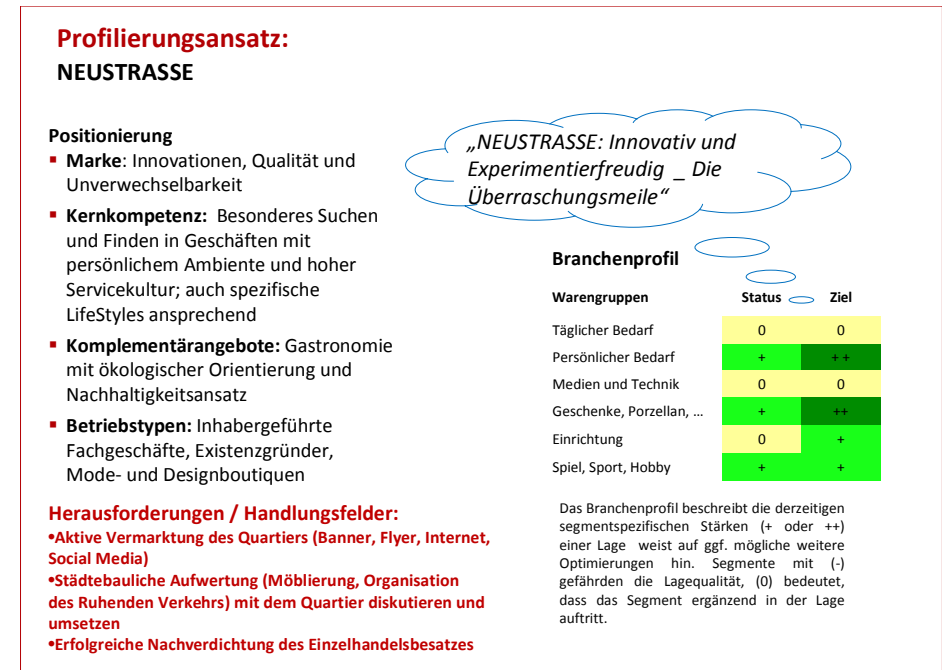 Profilierungsansatz:
NEUSTRASSE
Positionierung
▪ Marke: Innovationen, Qualität und
Unverwechselbarkeit
▪ Kernkompetenz: Besonderes Suchen
und Finden in Geschäften mit
persönlichem Ambiente und hoher
Servicekultur; auch spezifische
LifeStyles ansprechend
▪ Komplementärangebote: Gastronomie
mit ökologischer Orientierung und
Nachhaltigkeitsansatz
▪ Betriebstypen: Inhabergeführte
Fachgeschäfte, Existenzgründer,
Mode- und Designboutiquen
Herausforderungen / Handlungsfelder:
•Aktive Vermarktung des Quartiers (Banner, Flyer, Internet,
Social Media)
•Städtebauliche Aufwertung (Möblierung, Organisation
des Ruhenden Verkehrs) mit dem Quartier diskutieren und
umsetzen
•Erfolgreiche Nachverdichtung des Einzelhandelsbesatzes
„NEUSTRASSE: Innovativ und
Experimentierfreudig _ Die
Überraschungsmeile“
Branchenprofil
Warengruppen Status Ziel
Täglicher Bedarf 0 0
Persönlicher Bedarf + + +
Medien und Technik 0 0
Geschenke, Porzellan, ... + ++
Einrichtung 0 +
Spiel, Sport, Hobby + +
Das Branchenprofil beschreibt die derzeitigen
segmentspezifischen Stärken (+ oder ++)
einer Lage weist auf ggf. mögliche weitere
Optimierungen hin. Segmente mit (-)
gefährden die Lagequalität, (0) bedeutet,
dass das Segment ergänzend in der Lage
auftritt.